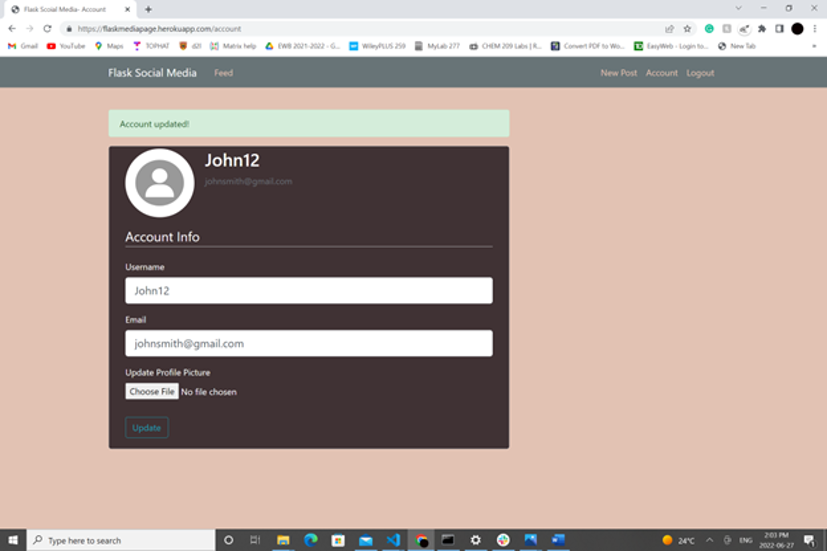 Flask Scoial Media- Account
https://flaskmediapage.herokuapp.com/account
Gmail YouTube Maps TOPHAT d2l Matrix help EWB 2021-2022 - G... WileyPLUS 259 MyLab 277 CHEM 209 Labs | R... Convert PDF to Wo... EasyWeb - Login to... New Tab »
Flask Social Media Feed New Post Account Logout
Account updated!
John12
johnsmith@gmail.com
Account Info
Username
John12
Email
johnsmith@gmail.com
Update Profile Picture
Choose File No file chosen
Update
Type here to search 24°C ENG 2:03 PM
2022-06-27